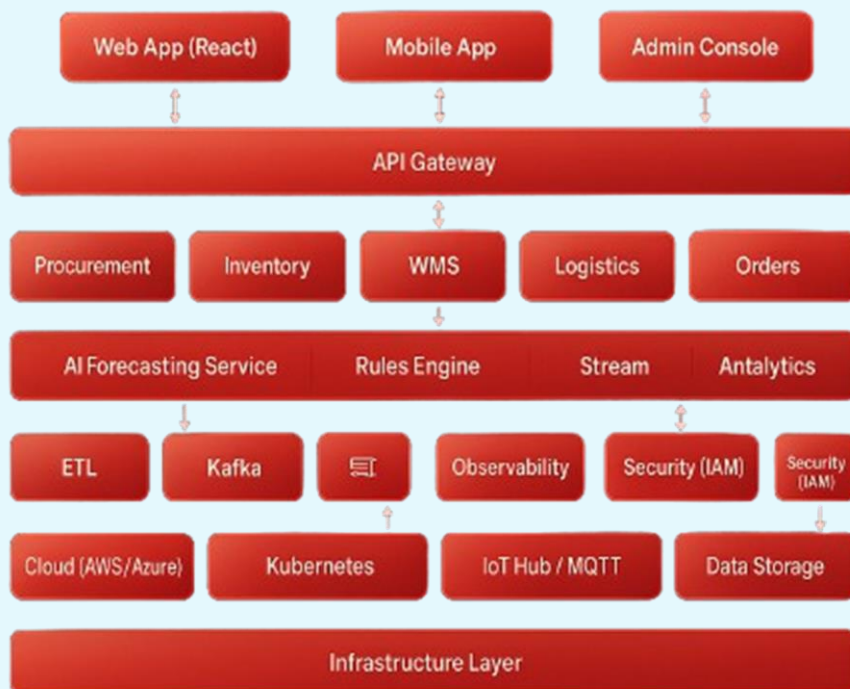 Web App (React)
Mobile App
Admin Console
API Gateway
Procurement
Inventory
WMS
Logistics
Orders
AI Forecasting Service
Rules Engine
Stream
Antalytics
ETL
Kafka
Observability
Security (IAM)
Security
(IAM)
Cloud (AWS/Azure)
Kubernetes
IoT Hub / MQTT
Data Storage
Infrastructure Layer